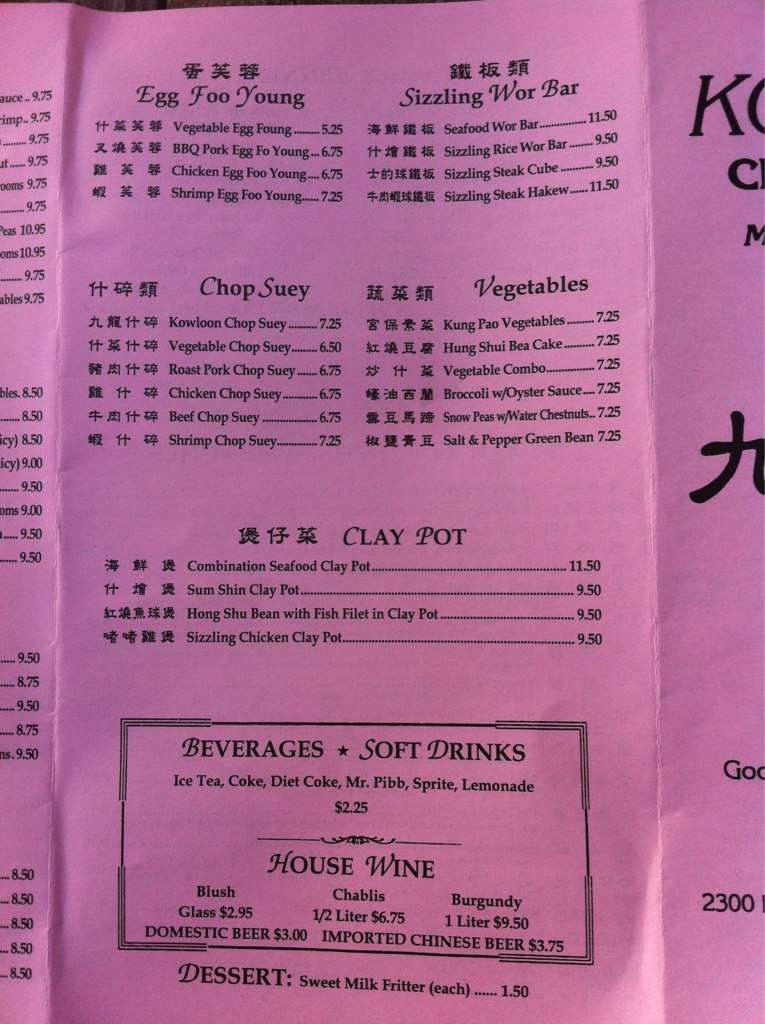 auce .. 9.75
rimp.. 9.75
........ 9.75
ut ...... 9.75
rooms 9.75
.......... 9.75
Peas 10.95
oms 10.95
......... 9.75
ables 9.75
bles. 8.50
......... 8.50
icy) 8.50
icy) 9.00
........ 9.50
oms 9.00
..... 9.50
..... 9.50
..... 9.50
..... 8.75
..... 9.50
..... 8.75
ns. 9.50
.... 8.50
.... 8.50
.... 8.50
.... 8.50
.... 8.50
蛋芙蓉
Egg Foo Young
什菜芙蓉 Vegetable Egg Foung ......... 5.25
叉燒芙蓉 BBQ Pork Egg Fo Young ... 6.75
雞芙蓉 Chicken Egg Foo Young .... 6.75
蝦芙蓉 Shrimp Egg Foo Young...... 7.25
鐵板類
Sizzling Wor Bar
海鮮鐵板 Seafood Wor Bar................ 11.50
什燴鐵板 Sizzling Rice Wor Bar ....... 9.50
士的球鐵板 Sizzling Steak Cube .......... 9.50
牛肉蝦球鐵板 Sizzling Steak Hakew...... 11.50
什碎類 Chop Suey
九龍什碎 Kowloon Chop Suey.......... 7.25
什菜什碎 Vegetable Chop Suey......... 6.50
豬肉什碎 Roast Pork Chop Suey ...... 6.75
雞什碎 Chicken Chop Suey............ 6.75
牛肉什碎 Beef Chop Suey ................. 6.75
蝦什碎 Shrimp Chop Suey............. 7.25
蔬菜類 Vegetables
宮保素菜 Kung Pao Vegetables ......... 7.25
紅燒豆腐 Hung Shui Bea Cake .......... 7.25
炒什菜 Vegetable Combo................ 7.25
蠔油西蘭 Broccoli w/Oyster Sauce.... 7.25
雪豆馬蹄 Snow Peas w/Water Chestnuts.. 7.25
椒鹽青豆 Salt & Pepper Green Bean 7.25
煲仔菜 CLAY POT
海鮮煲 Combination Seafood Clay Pot ........................................................ 11.50
什燴煲 Sum Shin Clay Pot ........................................................................ 9.50
紅燒魚球煲 Hong Shu Bean with Fish Filet in Clay Pot ................................... 9.50
啫啫雞煲 Sizzling Chicken Clay Pot............................................................. 9.50
BEVERAGES ★ SOFT DRINKS
Ice Tea, Coke, Diet Coke, Mr. Pibb, Sprite, Lemonade
$2.25
HOUSE WINE
Blush Chablis Burgundy
Glass $2.95 1/2 Liter $6.75 1 Liter $9.50
DOMESTIC BEER $3.00 IMPORTED CHINESE BEER $3.75
DESSERT: Sweet Milk Fritter (each) ...... 1.50
KO
M
九
Goo
2300